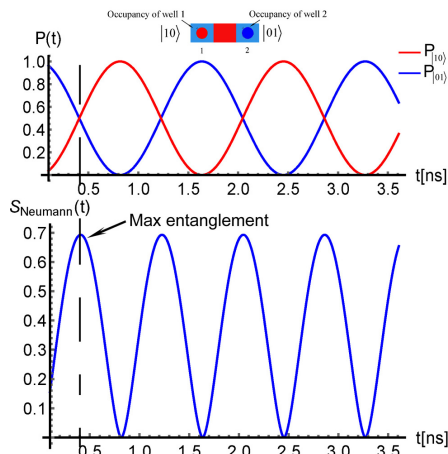 Occupancy of well 1
Occupancy of well 2
|10⟩
|01⟩
1
2
P(t)
P|10⟩
P|01⟩
1.0
0.8
0.6
0.4
0.5 1.0 1.5 2.0 2.5 3.0 3.5
t[ns]
SNeumann(t)
Max entanglement
0.7
0.6
0.5
0.4
0.3
0.2
0.1
0.5 1.0 1.5 2.0 2.5 3.0 3.5
t[ns]